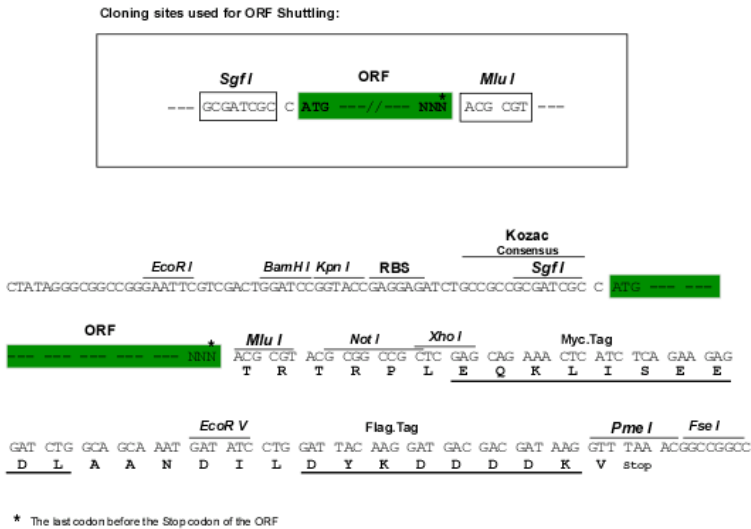 Cloning sites used for ORF Shuttling:
Sgf I ORF Mlu I
*
--- GCGATCGC C ATG ---//--- NNN ACG CGT ---
Kozac
Consensus
EcoR I BamH I Kpn I RBS Sgf I
CTATAGGGCGGCCGGGAATTCGTCGACTGGATCCGGTACCGAGGAGATCTGCCGCCGCGATCGC C ATG --- --- ---
ORF
* Mlu I Not I Xho I Myc.Tag
--- --- --- --- --- --- NNN ACG CGT ACG CGG CCG CTC GAG CAG AAA CTC ATC TCA GAA GAG
T R T R P L E Q K L I S E E
EcoR V Flag.Tag Pme I Fse I
GAT CTG GCA GCA AAT GAT ATC CTG GAT TAC AAG GAT GAC GAC GAT AAG GTT TAA ACGGCCGGCC
D L A A N D I L D Y K D D D D K V Stop
* The last codon before the Stop codon of the ORF